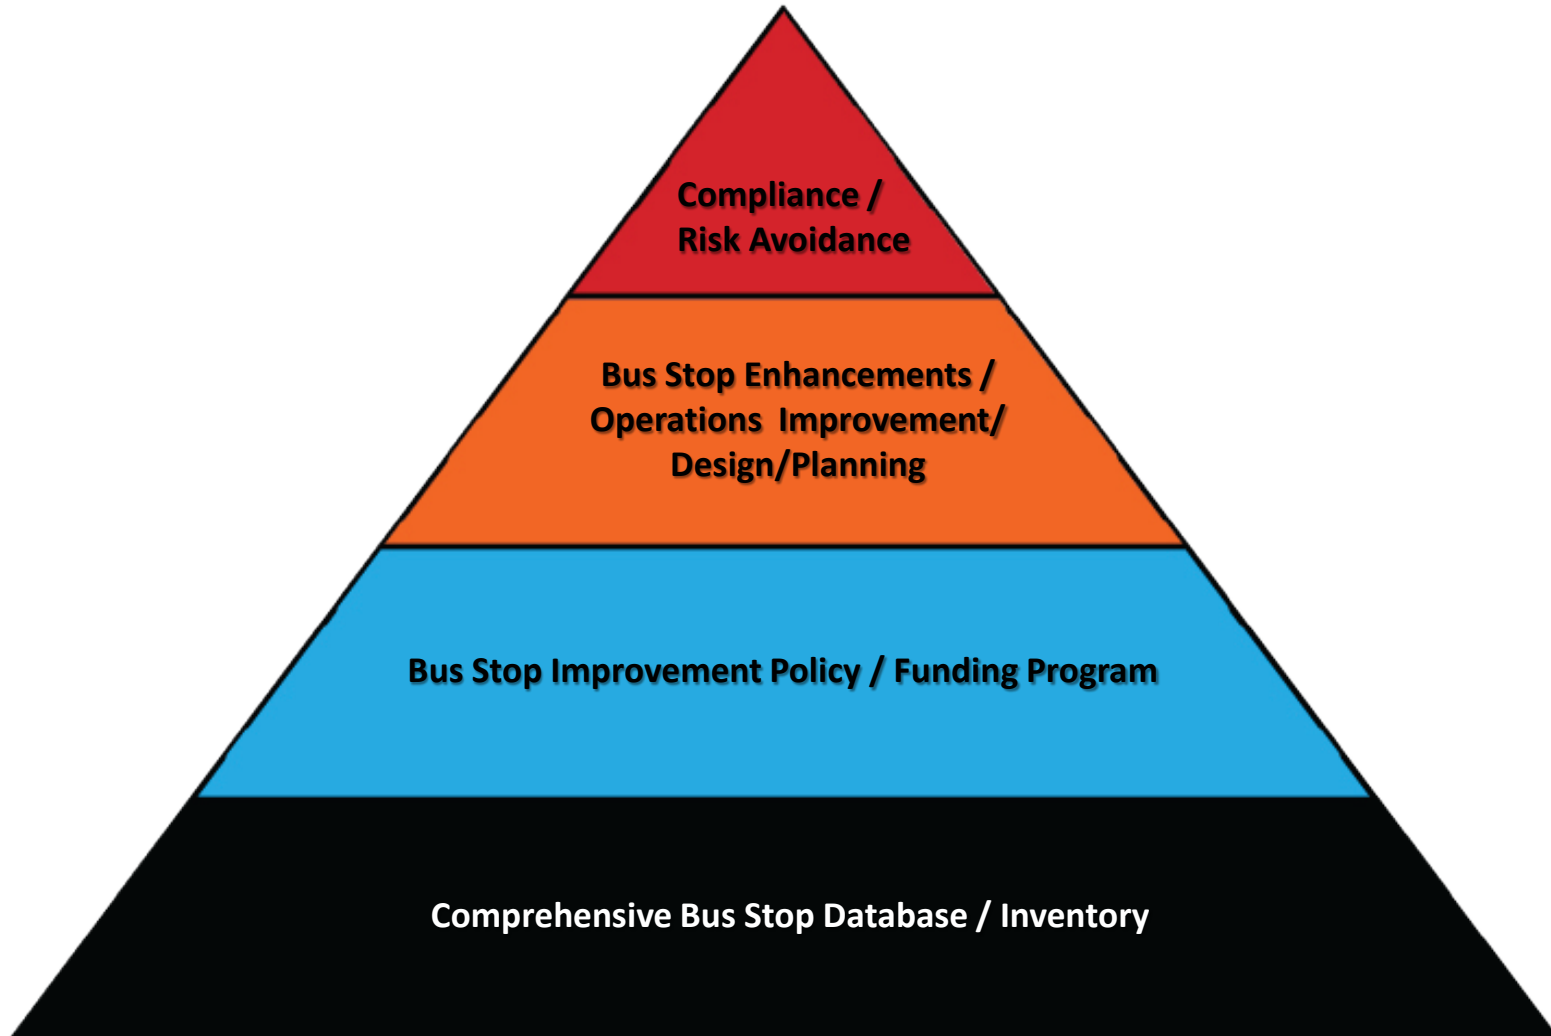 Compliance /
Risk Avoidance
Bus Stop Enhancements /
Operations  Improvement/
Design/Planning
Bus Stop Improvement Policy / Funding Program
Comprehensive Bus Stop Database / Inventory